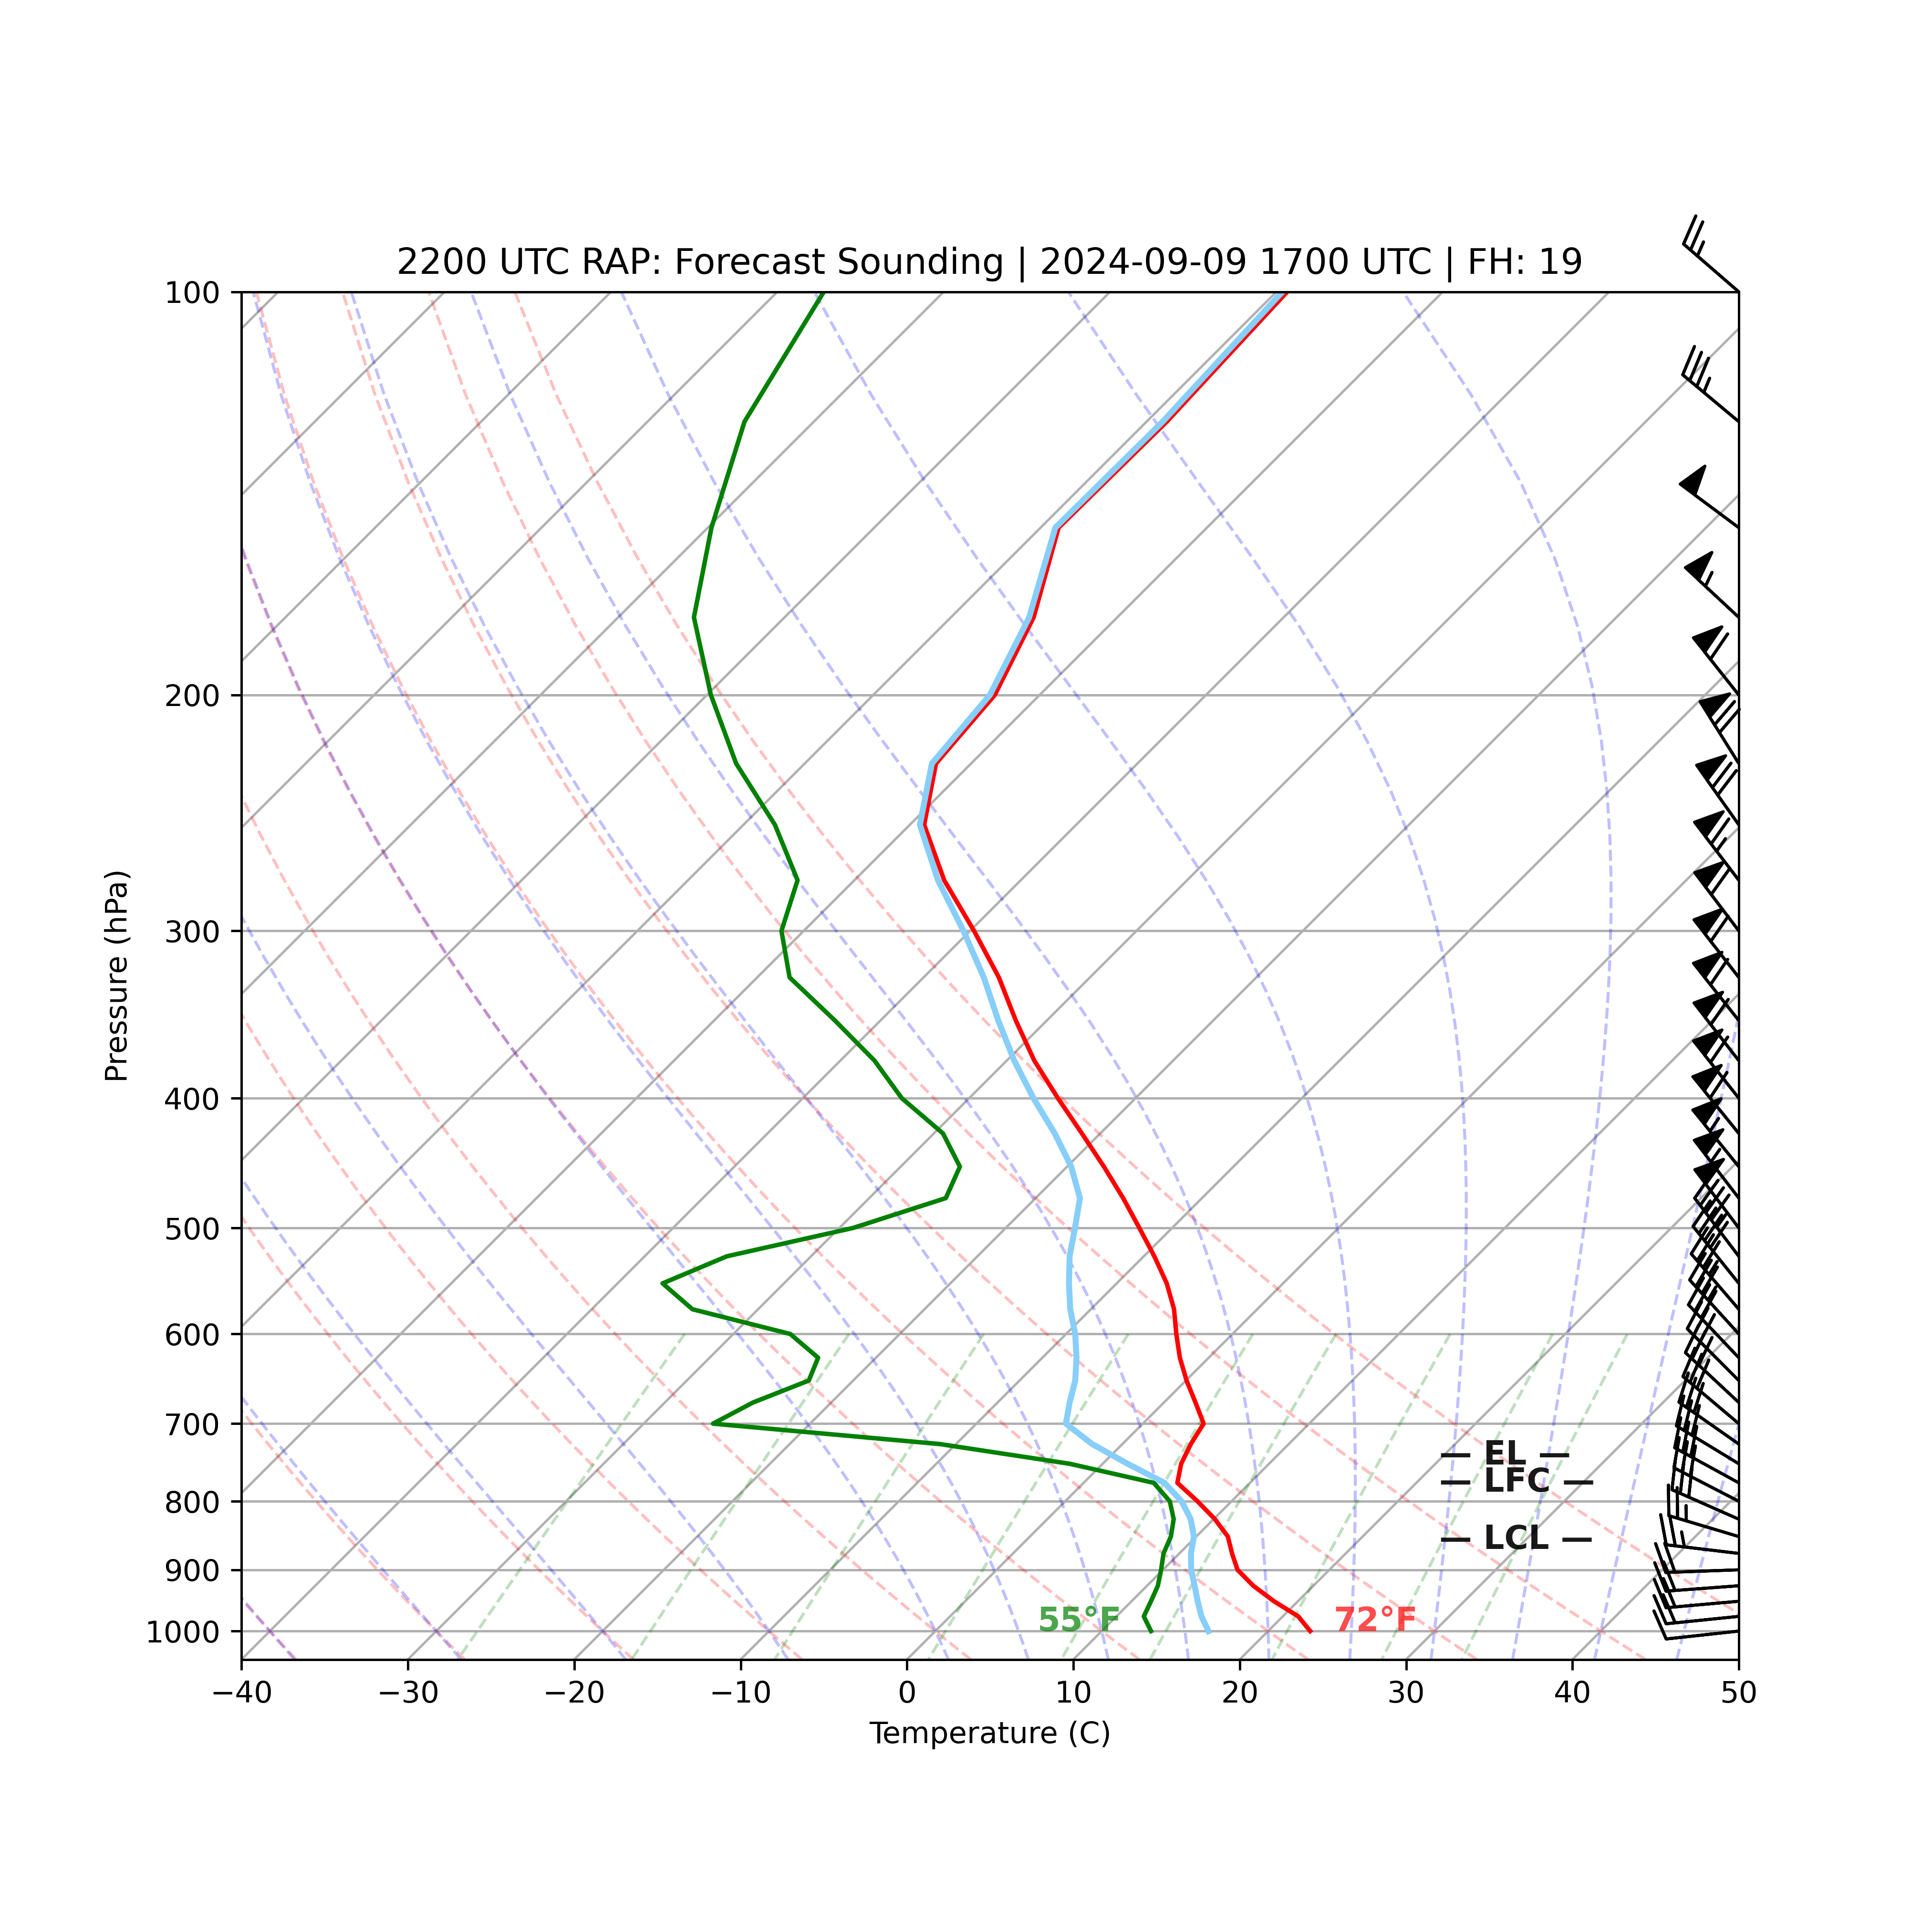 2200 UTC RAP: Forecast Sounding | 2024-09-09 1700 UTC | FH: 19
100
200
300
400
500
600
700
800
900
1000
Pressure (hPa)
— EL —
— LFC —
— LCL —
55°F
72°F
−40 −30 −20 −10 0 10 20 30 40 50
Temperature (C)